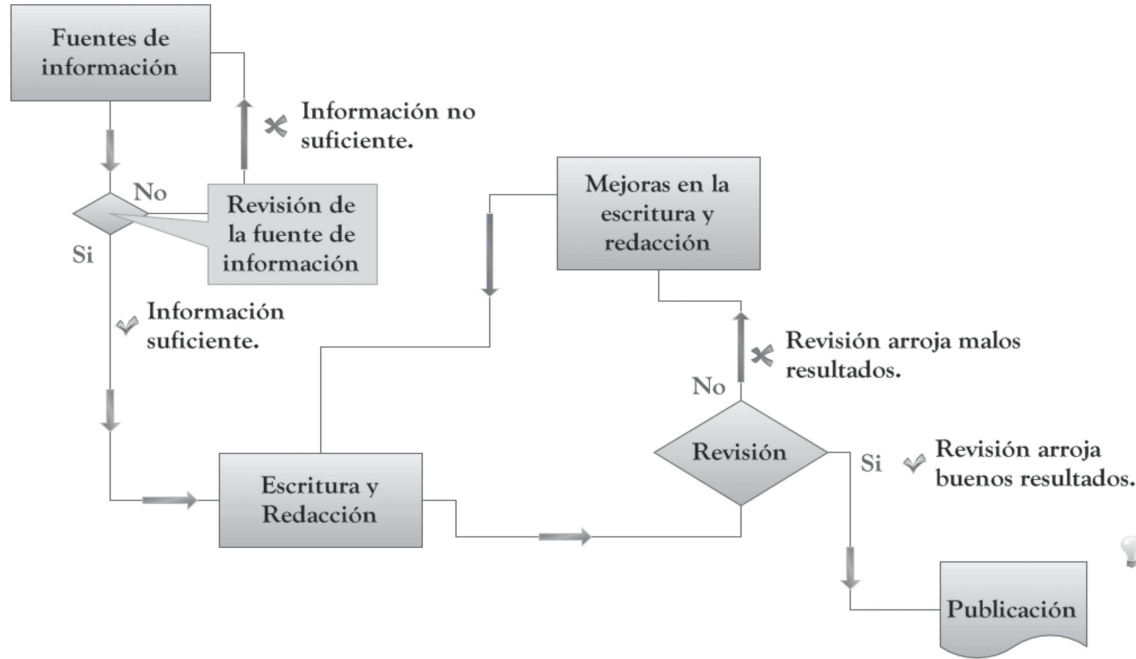 Fuentes de
información
Información no
suficiente.
No
Revisión de
la fuente de
información
Si
Información
suficiente.
Mejoras en la
escritura y
redacción
Revisión arroja malos
resultados.
No
Revisión
Si
Revisión arroja
buenos resultados.
Escritura y
Redacción
Publicación